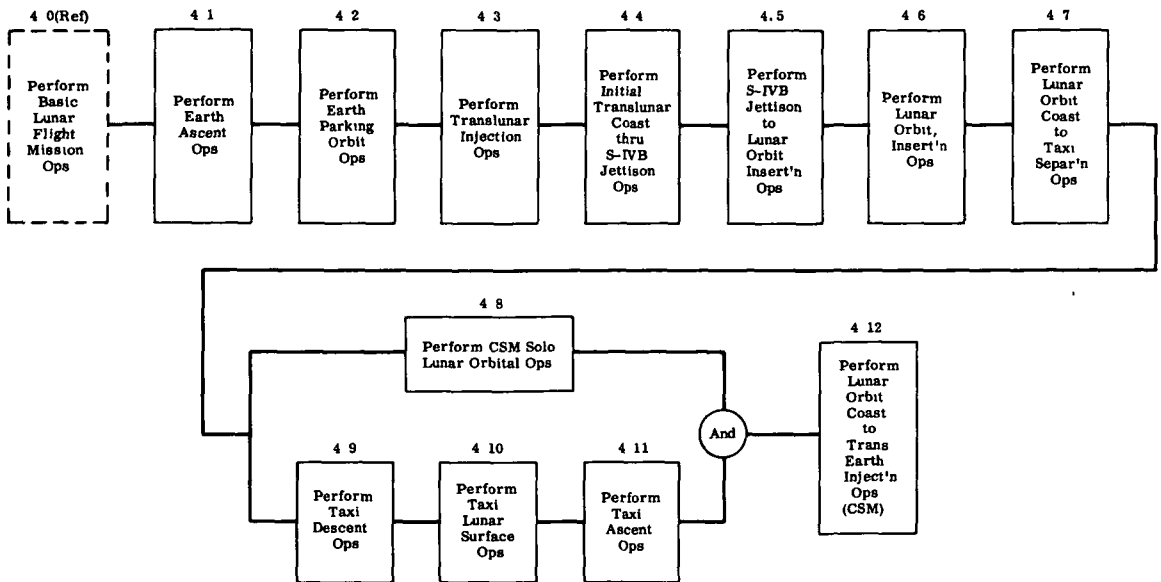 4 0(Ref)
Perform
Basic
Lunar
Flight
Mission
Ops
4 1
Perform
Earth
Ascent
Ops
4 2
Perform
Earth
Parking
Orbit
Ops
4 3
Perform
Translunar
Injection
Ops
4 4
Perform
Initial
Translunar
Coast
thru
S-IVB
Jettison
Ops
4.5
Perform
S-IVB
Jettison
to
Lunar
Orbit
Insert'n
Ops
4 6
Perform
Lunar
Orbit,
Insert'n Ops
4 7
Perform
Lunar
Orbit
Coast
to
Taxi
Separ'n
Ops
4 8
Perform CSM Solo
Lunar Orbital Ops
4 9
Perform
Taxi
Descent
Ops
4 10
Perform
Taxi
Lunar
Surface
Ops
4 11
Perform
Taxi
Ascent
Ops
And
4 12
Perform
Lunar
Orbit
Coast
to
Trans
Earth
Inject'n
Ops
(CSM)